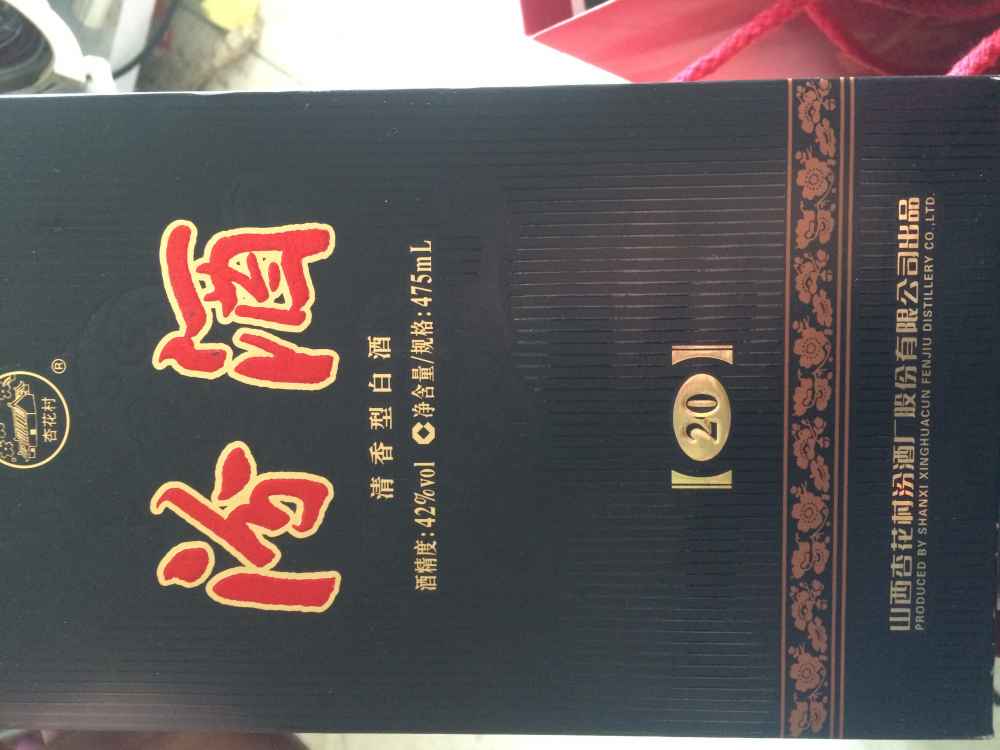 杏花村
®
汾酒
清香型白酒
酒精度:42%vol 净含量/规格:475mL
【20】
山西杏花村汾酒厂股份有限公司出品
PRODUCED BY SHANXI XINGHUACUN FENJIU DISTILLERY CO.,LTD.